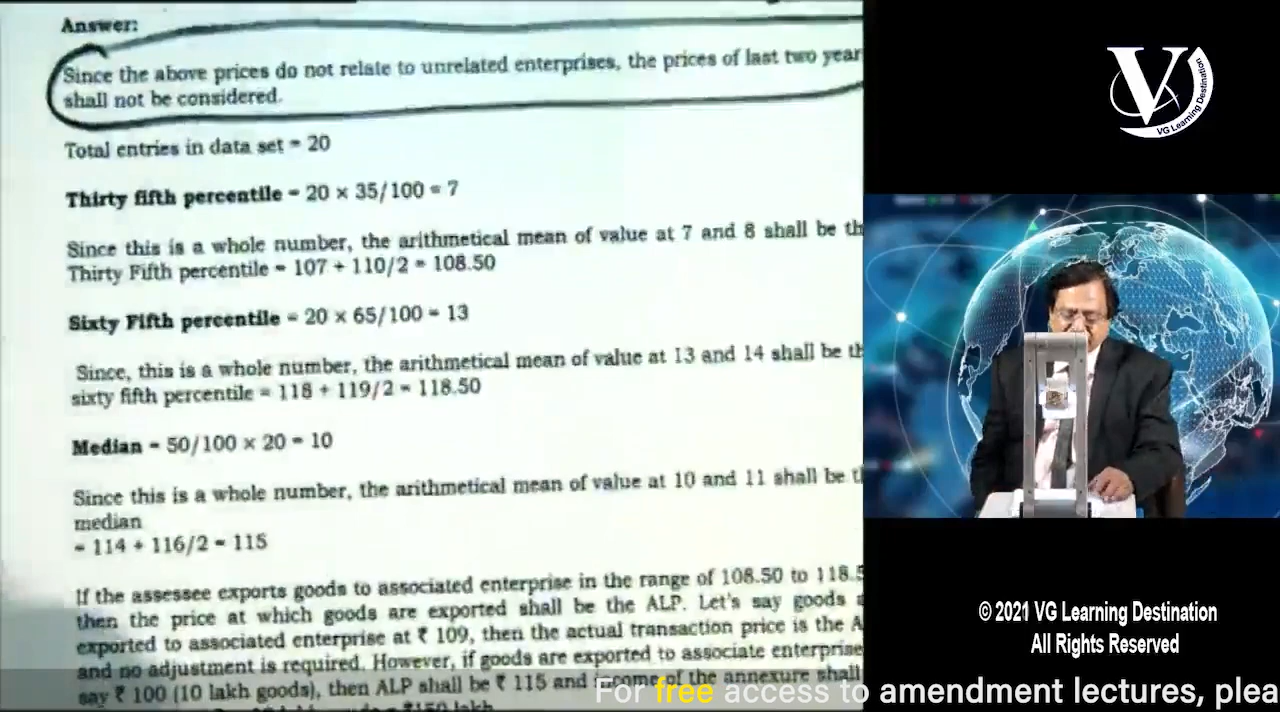 Answer:
Since the above prices do not relate to unrelated enterprises, the prices of last two year
shall not be considered.
Total entries in data set = 20
Thirty fifth percentile = 20 × 35/100 = 7
Since this is a whole number, the arithmetical mean of value at 7 and 8 shall be th
Thirty Fifth percentile = 107 + 110/2 = 108.50
Sixty Fifth percentile = 20 × 65/100 = 13
Since, this is a whole number, the arithmetical mean of value at 13 and 14 shall be th
sixty fifth percentile = 118 + 119/2 = 118.50
Median = 50/100 × 20 = 10
Since this is a whole number, the arithmetical mean of value at 10 and 11 shall be t
median
= 114 + 116/2 = 115
If the assessee exports goods to associated enterprise in the range of 108.50 to 118.5
then the price at which goods are exported shall be the ALP. Let's say goods a
exported to associated enterprise at ₹ 109, then the actual transaction price is the A
and no adjustment is required. However, if goods are exported to associate enterprise
say ₹ 100 (10 lakh goods), then ALP shall be ₹ 115 and income of the annexure shall
V
VG Learning Destination
© 2021 VG Learning Destination
All Rights Reserved
For free access to amendment lectures, plea